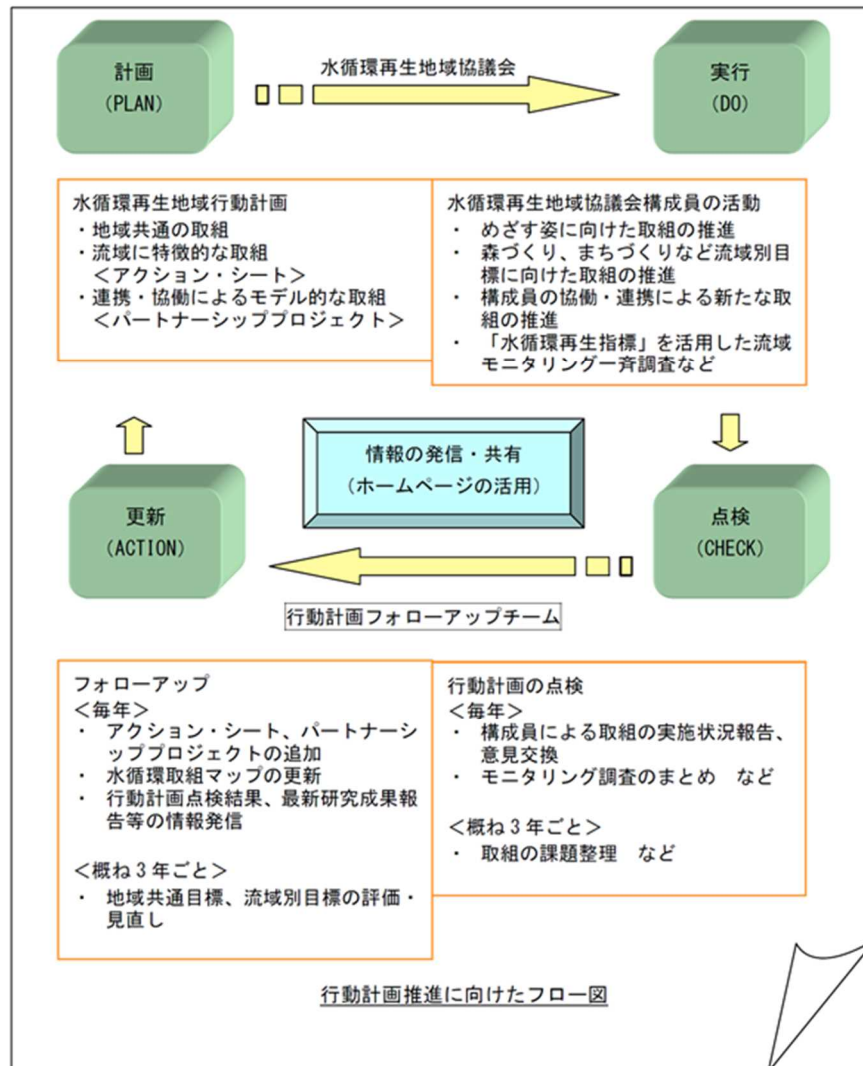 計画
(PLAN)
水循環再生地域協議会
実行
(DO)
水循環再生地域行動計画
・地域共通の取組
・流域に特徴的な取組
＜アクション・シート＞
・連携・協働によるモデル的な取組
＜パートナーシッププロジェクト＞
水循環再生地域協議会構成員の活動
・ めざす姿に向けた取組の推進
・ 森づくり、まちづくりなど流域別目
標に向けた取組の推進
・ 構成員の協働・連携による新たな取
組の推進
・ 「水循環再生指標」を活用した流域
モニタリング一斉調査など
情報の発信・共有
(ホームページの活用)
更新
(ACTION)
点検
(CHECK)
行動計画フォローアップチーム
フォローアップ
＜毎年＞
・ アクション・シート、パートナーシ
ッププロジェクトの追加
・ 水循環取組マップの更新
・ 行動計画点検結果、最新研究成果報
告等の情報発信
＜概ね３年ごと＞
・ 地域共通目標、流域別目標の評価・
見直し
行動計画の点検
＜毎年＞
・ 構成員による取組の実施状況報告、
意見交換
・ モニタリング調査のまとめ　など
＜概ね３年ごと＞
・ 取組の課題整理　など
行動計画推進に向けたフロー図